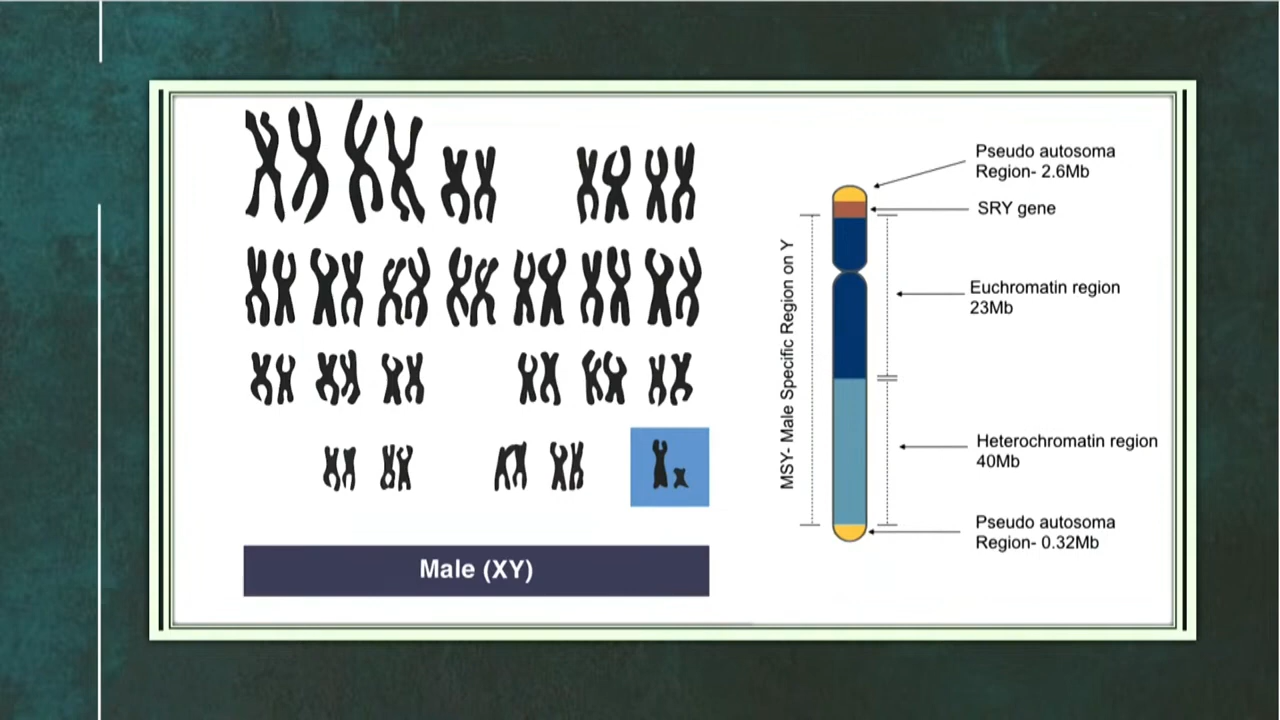 Male (XY)
MSY- Male Specific Region on Y
Pseudo autosoma
Region- 2.6Mb
SRY gene
Euchromatin region
23Mb
Heterochromatin region
40Mb
Pseudo autosoma
Region- 0.32Mb